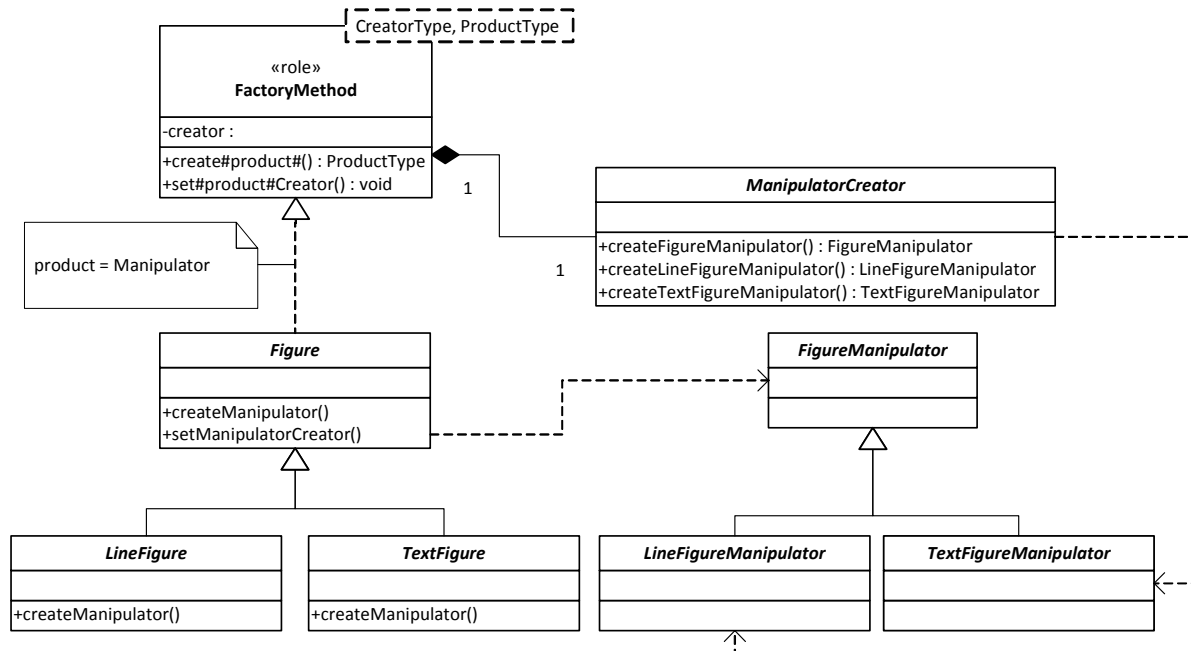 CreatorType, ProductType
«role»
FactoryMethod
-creator :
+create#product#() : ProductType
+set#product#Creator() : void
1
1
ManipulatorCreator
+createFigureManipulator() : FigureManipulator
+createLineFigureManipulator() : LineFigureManipulator
+createTextFigureManipulator() : TextFigureManipulator
product = Manipulator
Figure
+createManipulator()
+setManipulatorCreator()
FigureManipulator
LineFigure
+createManipulator()
TextFigure
+createManipulator()
LineFigureManipulator
TextFigureManipulator